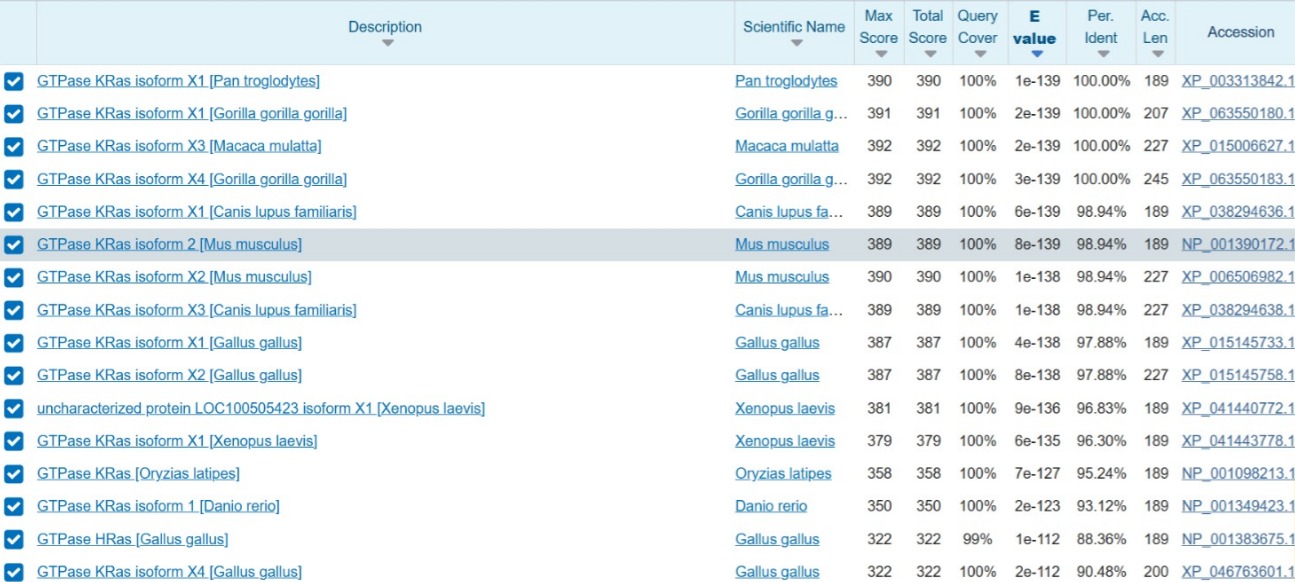 Description Scientific Name Max Score Total Score Query Cover E value Per. Ident Acc. Len Accession
GTPase KRas isoform X1 [Pan troglodytes] Pan troglodytes 390 390 100% 1e-139 100.00% 189 XP_003313842.1
GTPase KRas isoform X1 [Gorilla gorilla gorilla] Gorilla gorilla g... 391 391 100% 2e-139 100.00% 207 XP_063550180.1
GTPase KRas isoform X3 [Macaca mulatta] Macaca mulatta 392 392 100% 2e-139 100.00% 227 XP_015006627.1
GTPase KRas isoform X4 [Gorilla gorilla gorilla] Gorilla gorilla g... 392 392 100% 3e-139 100.00% 245 XP_063550183.1
GTPase KRas isoform X1 [Canis lupus familiaris] Canis lupus fa... 389 389 100% 6e-139 98.94% 189 XP_038294636.1
GTPase KRas isoform 2 [Mus musculus] Mus musculus 389 389 100% 8e-139 98.94% 189 NP_001390172.1
GTPase KRas isoform X2 [Mus musculus] Mus musculus 390 390 100% 1e-138 98.94% 227 XP_006506982.1
GTPase KRas isoform X3 [Canis lupus familiaris] Canis lupus fa... 389 389 100% 1e-138 98.94% 227 XP_038294638.1
GTPase KRas isoform X1 [Gallus gallus] Gallus gallus 387 387 100% 4e-138 97.88% 189 XP_015145733.1
GTPase KRas isoform X2 [Gallus gallus] Gallus gallus 387 387 100% 8e-138 97.88% 227 XP_015145758.1
uncharacterized protein LOC100505423 isoform X1 [Xenopus laevis] Xenopus laevis 381 381 100% 9e-136 96.83% 189 XP_041440772.1
GTPase KRas isoform X1 [Xenopus laevis] Xenopus laevis 379 379 100% 6e-135 96.30% 189 XP_041443778.1
GTPase KRas [Oryzias latipes] Oryzias latipes 358 358 100% 7e-127 95.24% 189 NP_001098213.1
GTPase KRas isoform 1 [Danio rerio] Danio rerio 350 350 100% 2e-123 93.12% 189 NP_001349423.1
GTPase HRas [Gallus gallus] Gallus gallus 322 322 99% 1e-112 88.36% 189 NP_001383675.1
GTPase KRas isoform X4 [Gallus gallus] Gallus gallus 322 322 100% 2e-112 90.48% 200 XP_046763601.1